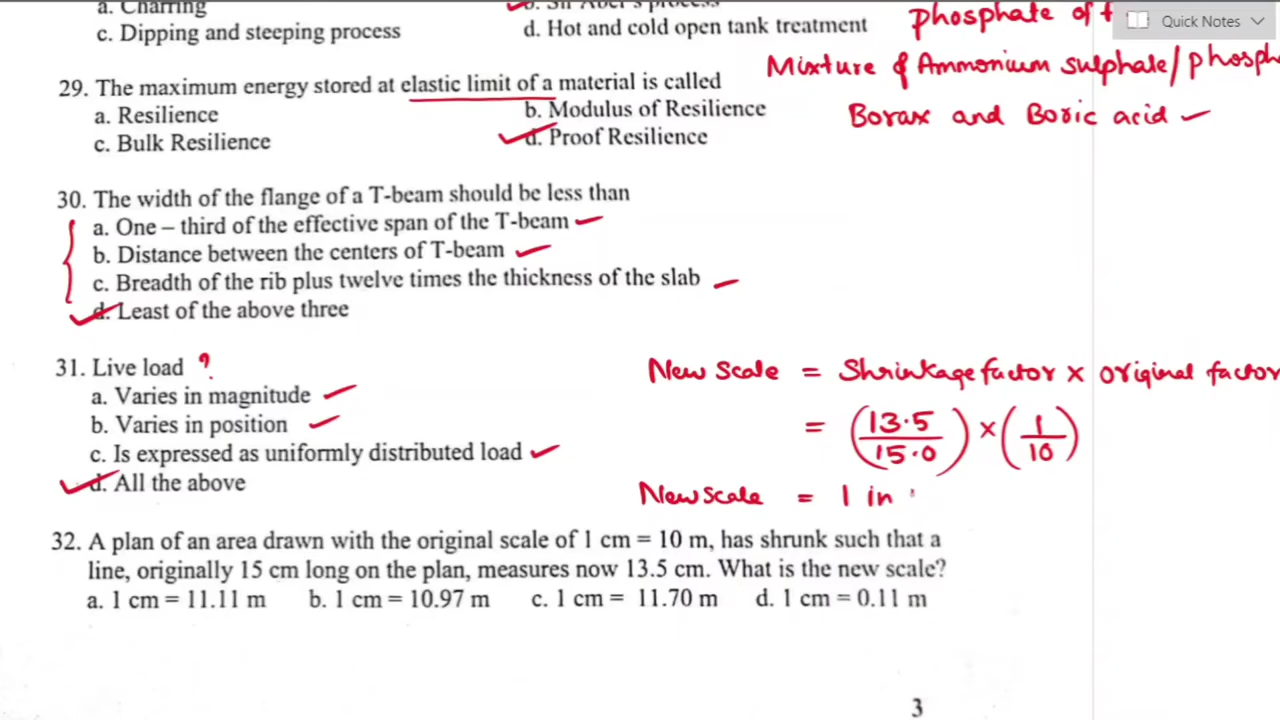 a. Charring
c. Dipping and steeping process
d. Hot and cold open tank treatment
phosphate of
Quick Notes
Mixture of Ammonium sulphate/
Borax and Boric acid
29. The maximum energy stored at elastic limit of a material is called
a. Resilience
b. Modulus of Resilience
c. Bulk Resilience
d. Proof Resilience
30. The width of the flange of a T-beam should be less than
a. One – third of the effective span of the T-beam
b. Distance between the centers of T-beam
c. Breadth of the rib plus twelve times the thickness of the slab
d. Least of the above three
31. Live load ?
a. Varies in magnitude
b. Varies in position
c. Is expressed as uniformly distributed load
d. All the above
New Scale = Shrinkage factor × original factor
= (13.5/15.0) × (1/10)
New scale = 1 in
32. A plan of an area drawn with the original scale of 1 cm = 10 m, has shrunk such that a
line, originally 15 cm long on the plan, measures now 13.5 cm. What is the new scale?
a. 1 cm = 11.11 m b. 1 cm = 10.97 m c. 1 cm = 11.70 m d. 1 cm = 0.11 m
3